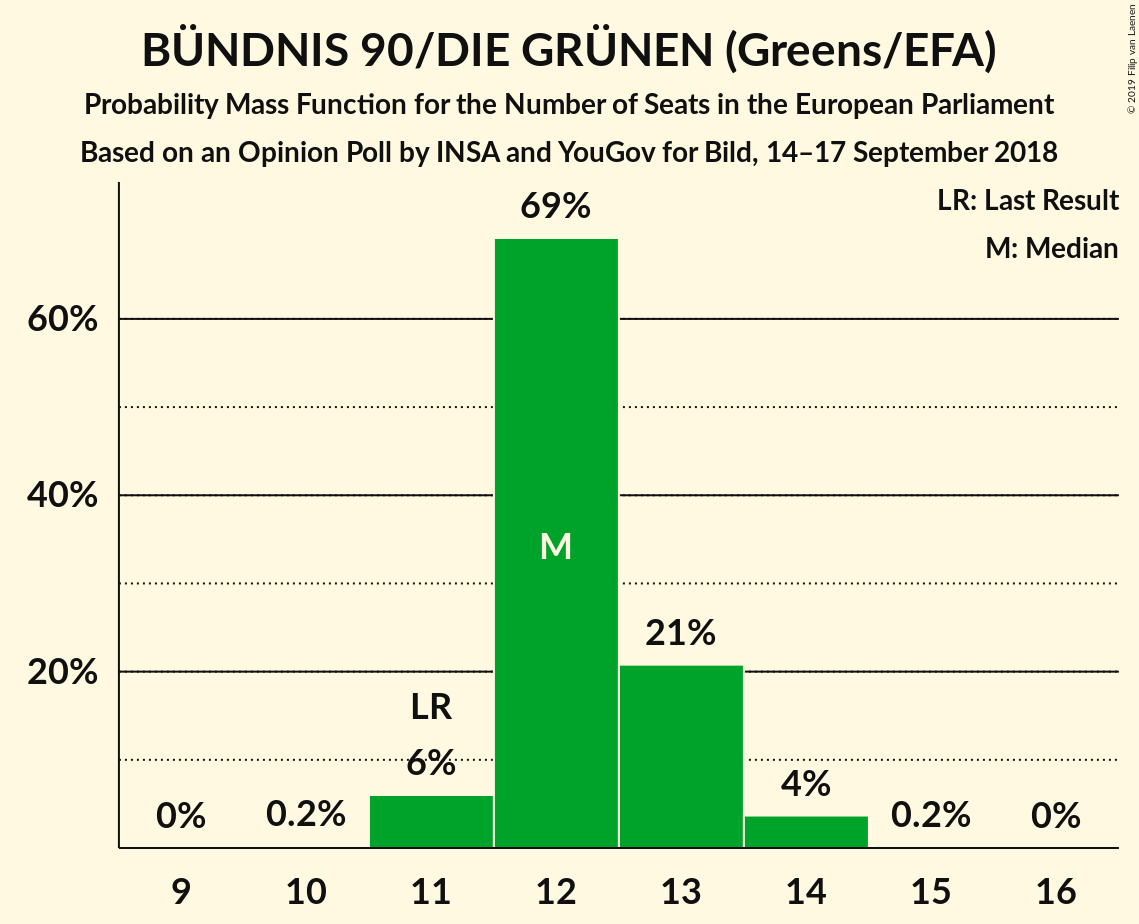 BÜNDNIS 90/DIE GRÜNEN (Greens/EFA)
Probability Mass Function for the Number of Seats in the European Parliament
Based on an Opinion Poll by INSA and YouGov for Bild, 14–17 September 2018
© 2019 Filip van Laenen
LR: Last Result
M: Median
69%
60%
40%
M
21%
20%
LR
6%
4%
0%
0.2%
0.2%
0%
9 10 11 12 13 14 15 16